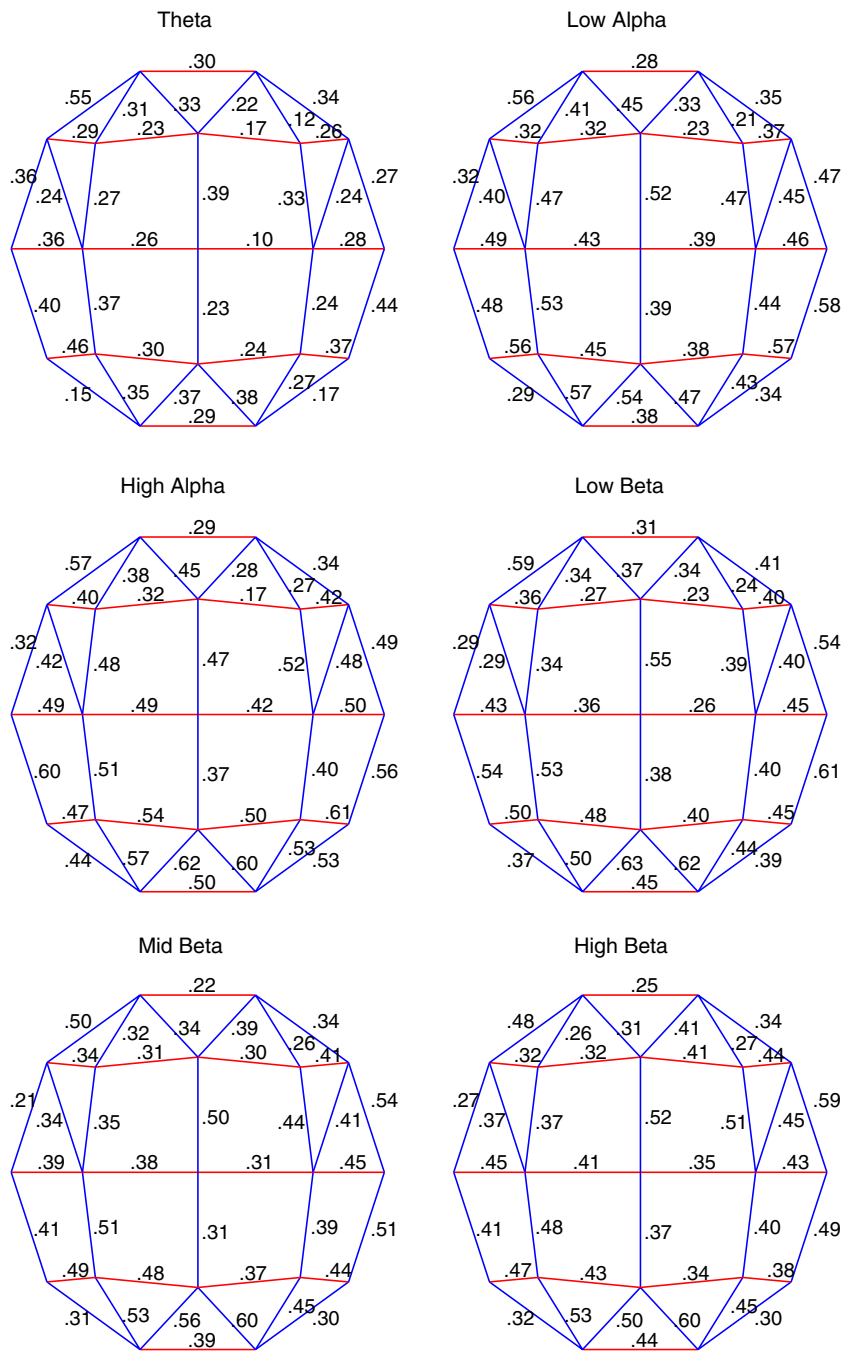 Theta Low Alpha
.30 .28
.55 .34 .56 .35
.31 .33 .22 .12 .41 .45 .33 .21
.29 .23 .17 .26 .32 .32 .23 .37
.36 .27 .32 .47
.24 .27 .39 .33 .24 .40 .47 .52 .47 .45
.36 .26 .10 .28 .49 .43 .39 .46
.40 .37 .23 .24 .44 .48 .53 .39 .44 .58
.46 .30 .24 .37 .56 .45 .38 .57
.15 .35 .37 .38 .27 .17 .29 .57 .54 .47 .43 .34
.29 .38
High Alpha Low Beta
.29 .31
.57 .34 .59 .41
.38 .45 .28 .27 .34 .37 .34 .24
.40 .32 .17 .42 .36 .27 .23 .40
.32 .49 .29 .54
.42 .48 .47 .52 .48 .29 .34 .55 .39 .40
.49 .49 .42 .50 .43 .36 .26 .45
.60 .51 .37 .40 .56 .54 .53 .38 .40 .61
.47 .54 .50 .61 .50 .48 .40 .45
.44 .57 .62 .60 .53 .53 .37 .50 .63 .62 .44 .39
.50 .45
Mid Beta High Beta
.22 .25
.50 .34 .48 .34
.32 .34 .39 .26 .26 .31 .41 .27
.34 .31 .30 .41 .32 .32 .41 .44
.21 .54 .27 .59
.34 .35 .50 .44 .41 .37 .37 .52 .51 .45
.39 .38 .31 .45 .45 .41 .35 .43
.41 .51 .31 .39 .51 .41 .48 .37 .40 .49
.49 .48 .37 .44 .47 .43 .34 .38
.31 .53 .56 .60 .45 .30 .32 .53 .50 .60 .45 .30
.39 .44